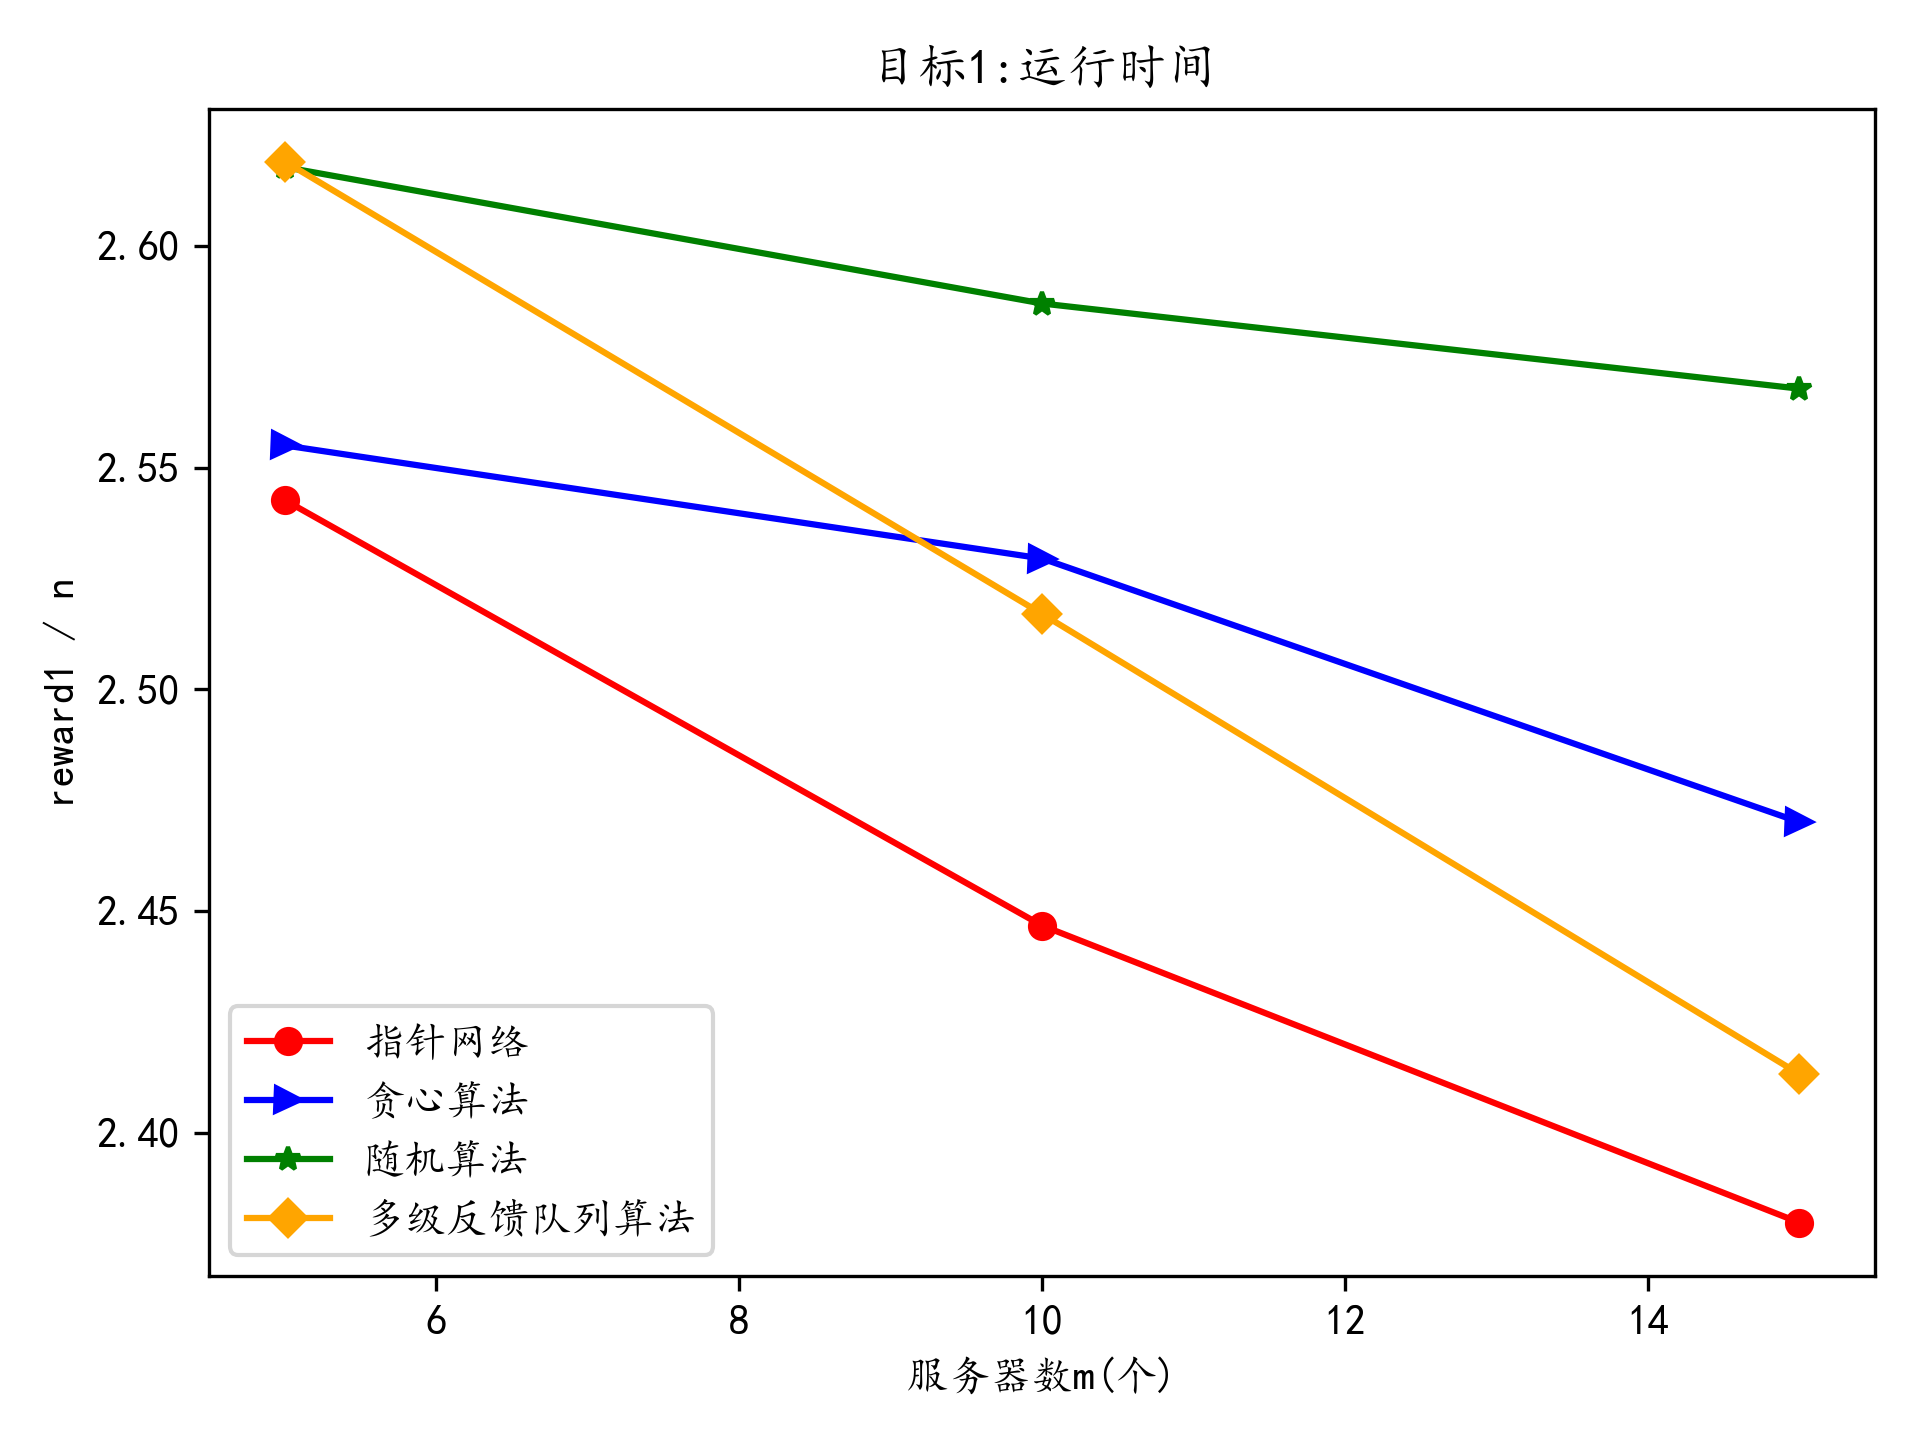 目标1:运行时间
reward1 / n
2.60
2.55
2.50
2.45
2.40
指针网络
贪心算法
随机算法
多级反馈队列算法
6 8 10 12 14
服务器数m(个)